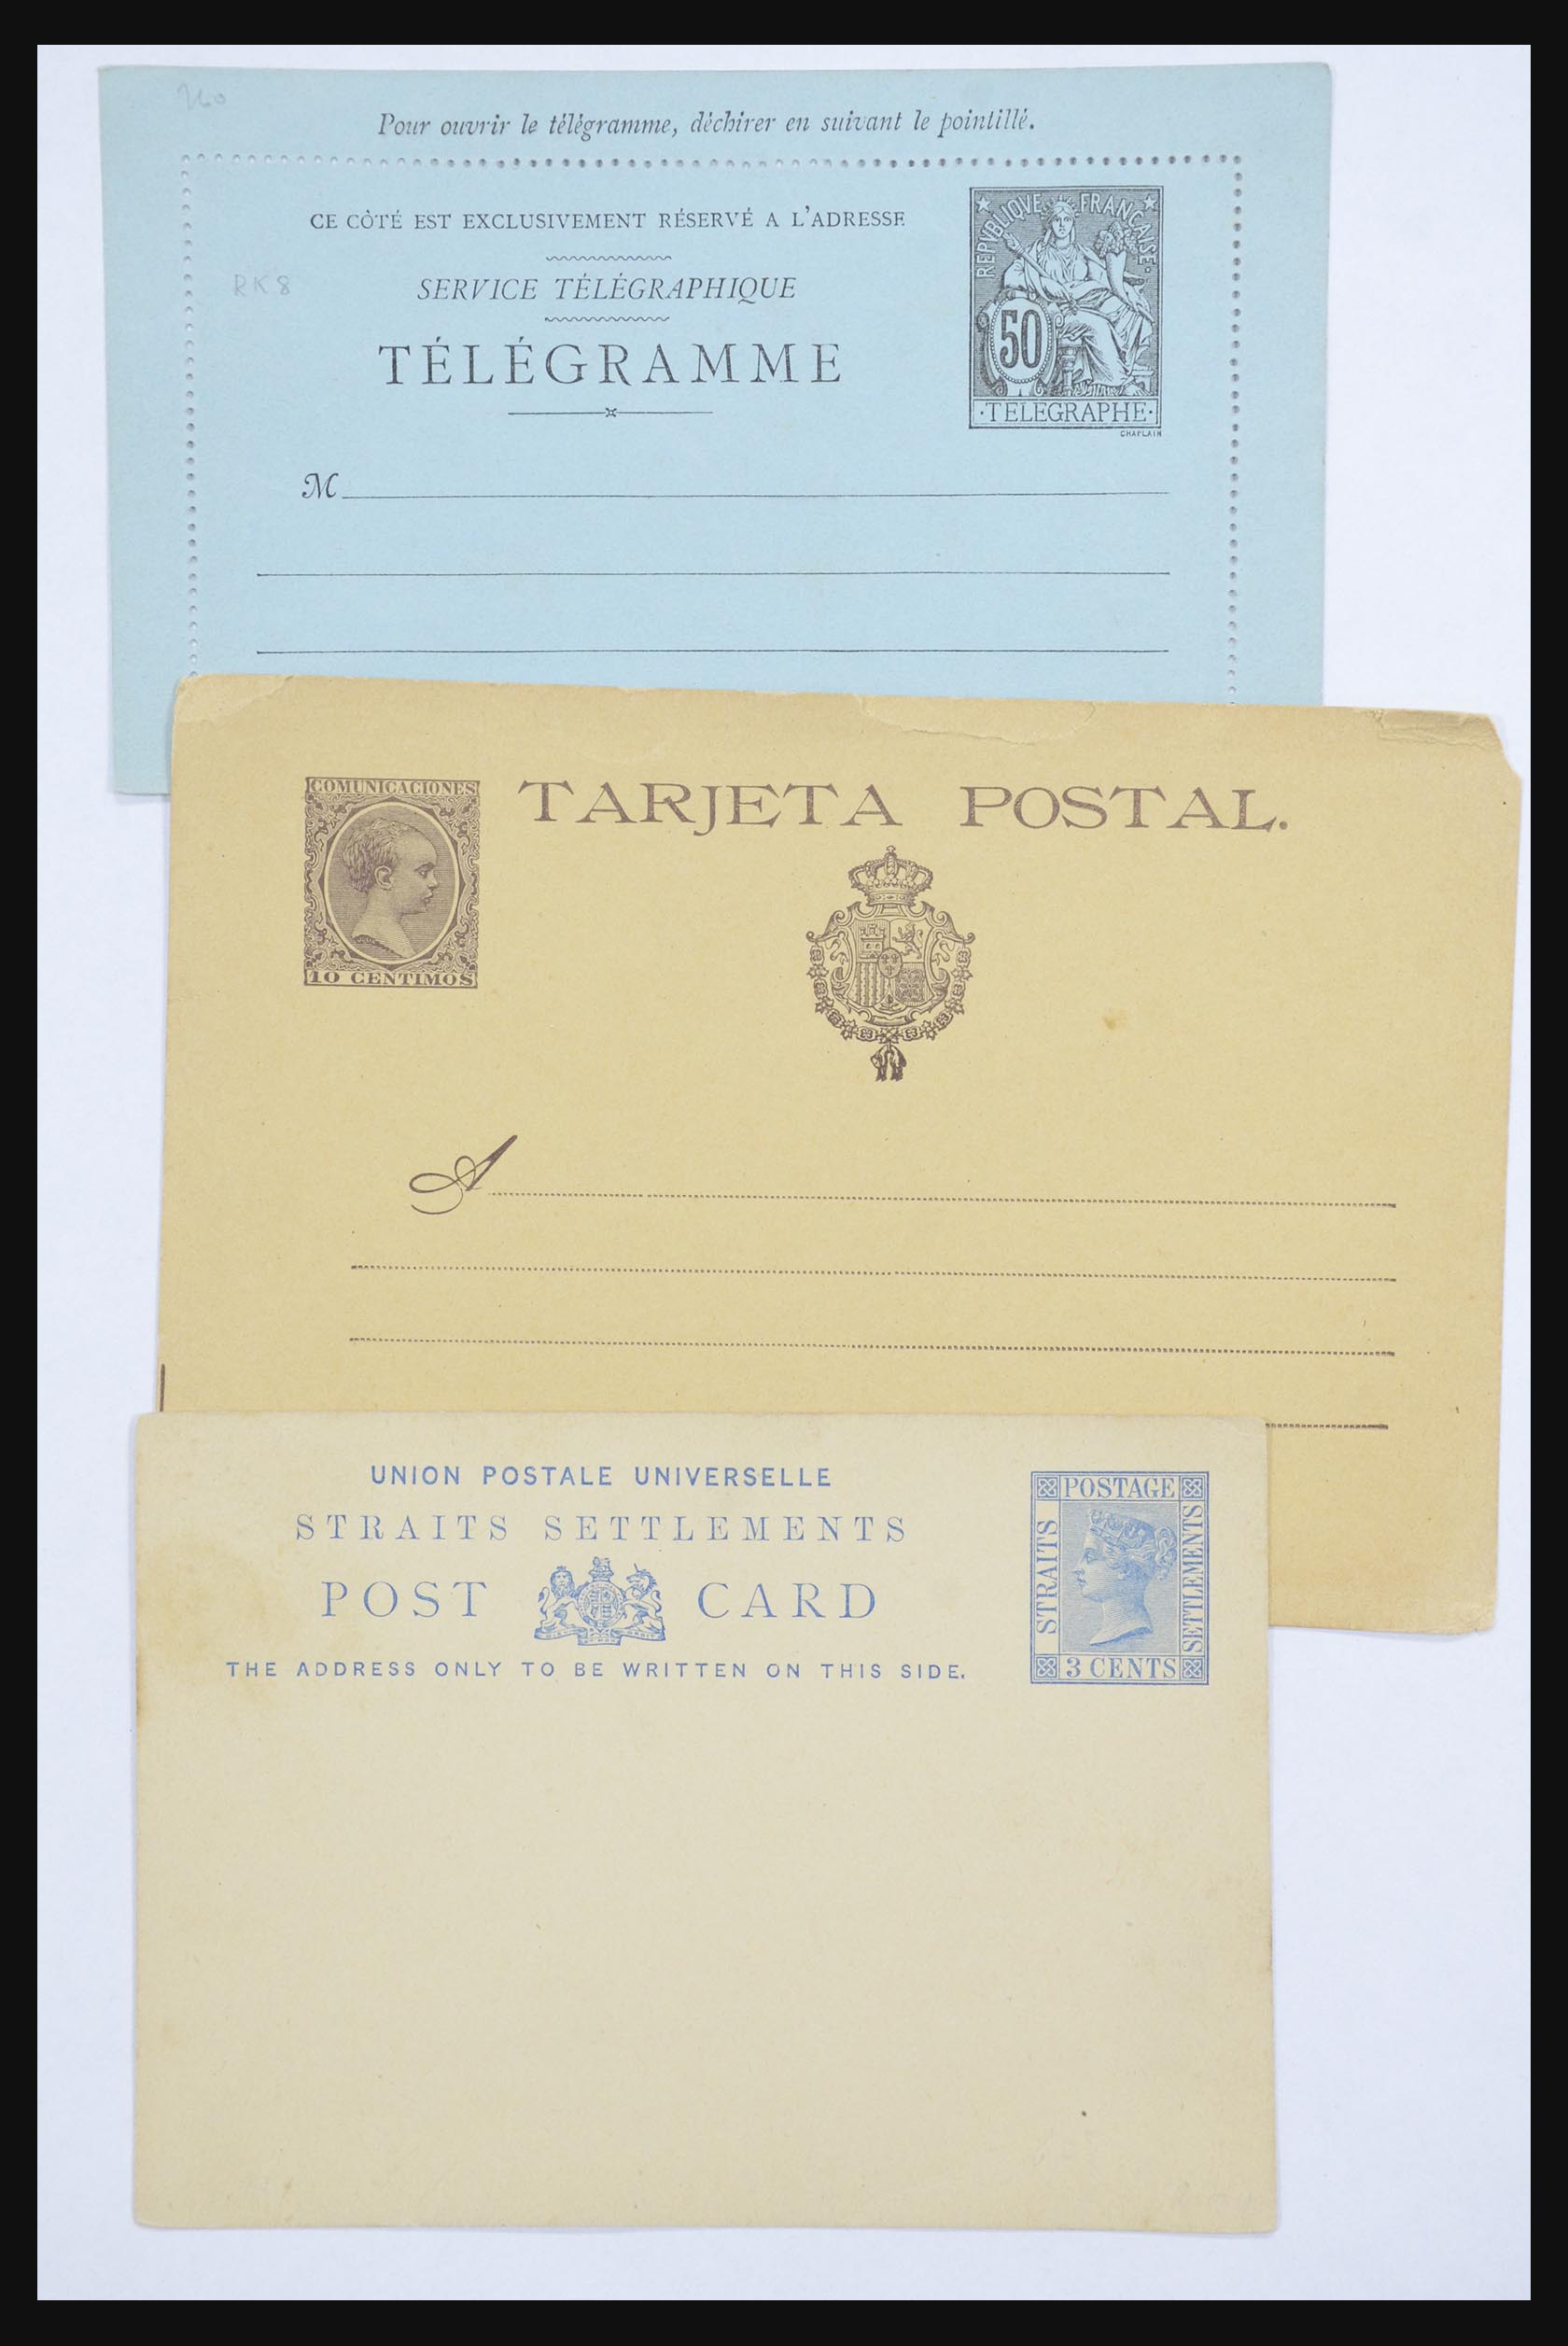 960
Pour ouvrir le télégramme, déchirer en suivant le pointillé.
CE CÔTÉ EST EXCLUSIVEMENT RÉSERVÉ A L'ADRESSE
SERVICE TÉLÉGRAPHIQUE
RK8
TÉLÉGRAMME
REPVBLIQVE FRANÇAISE
50
·TELEGRAPHE·
CHAPLAIN
M
COMUNICACIONES
10 CENTIMOS
TARJETA POSTAL.
A
UNION POSTALE UNIVERSELLE
STRAITS SETTLEMENTS
POST CARD
THE ADDRESS ONLY TO BE WRITTEN ON THIS SIDE.
POSTAGE
STRAITS
SETTLEMENTS
3 CENTS